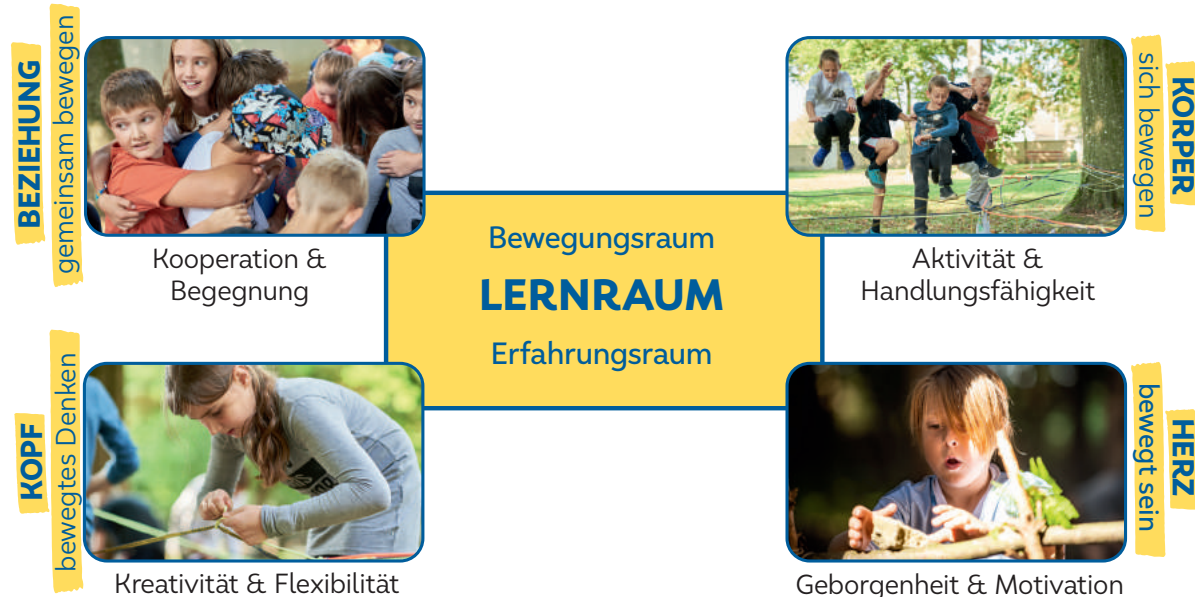 BEZIEHUNG
gemeinsam bewegen
Kooperation &
Begegnung
KÖRPER
sich bewegen
Aktivität &
Handlungsfähigkeit
Bewegungsraum
LERNRAUM
Erfahrungsraum
KOPF
bewegtes Denken
Kreativität & Flexibilität
HERZ
bewegt sein
Geborgenheit & Motivation